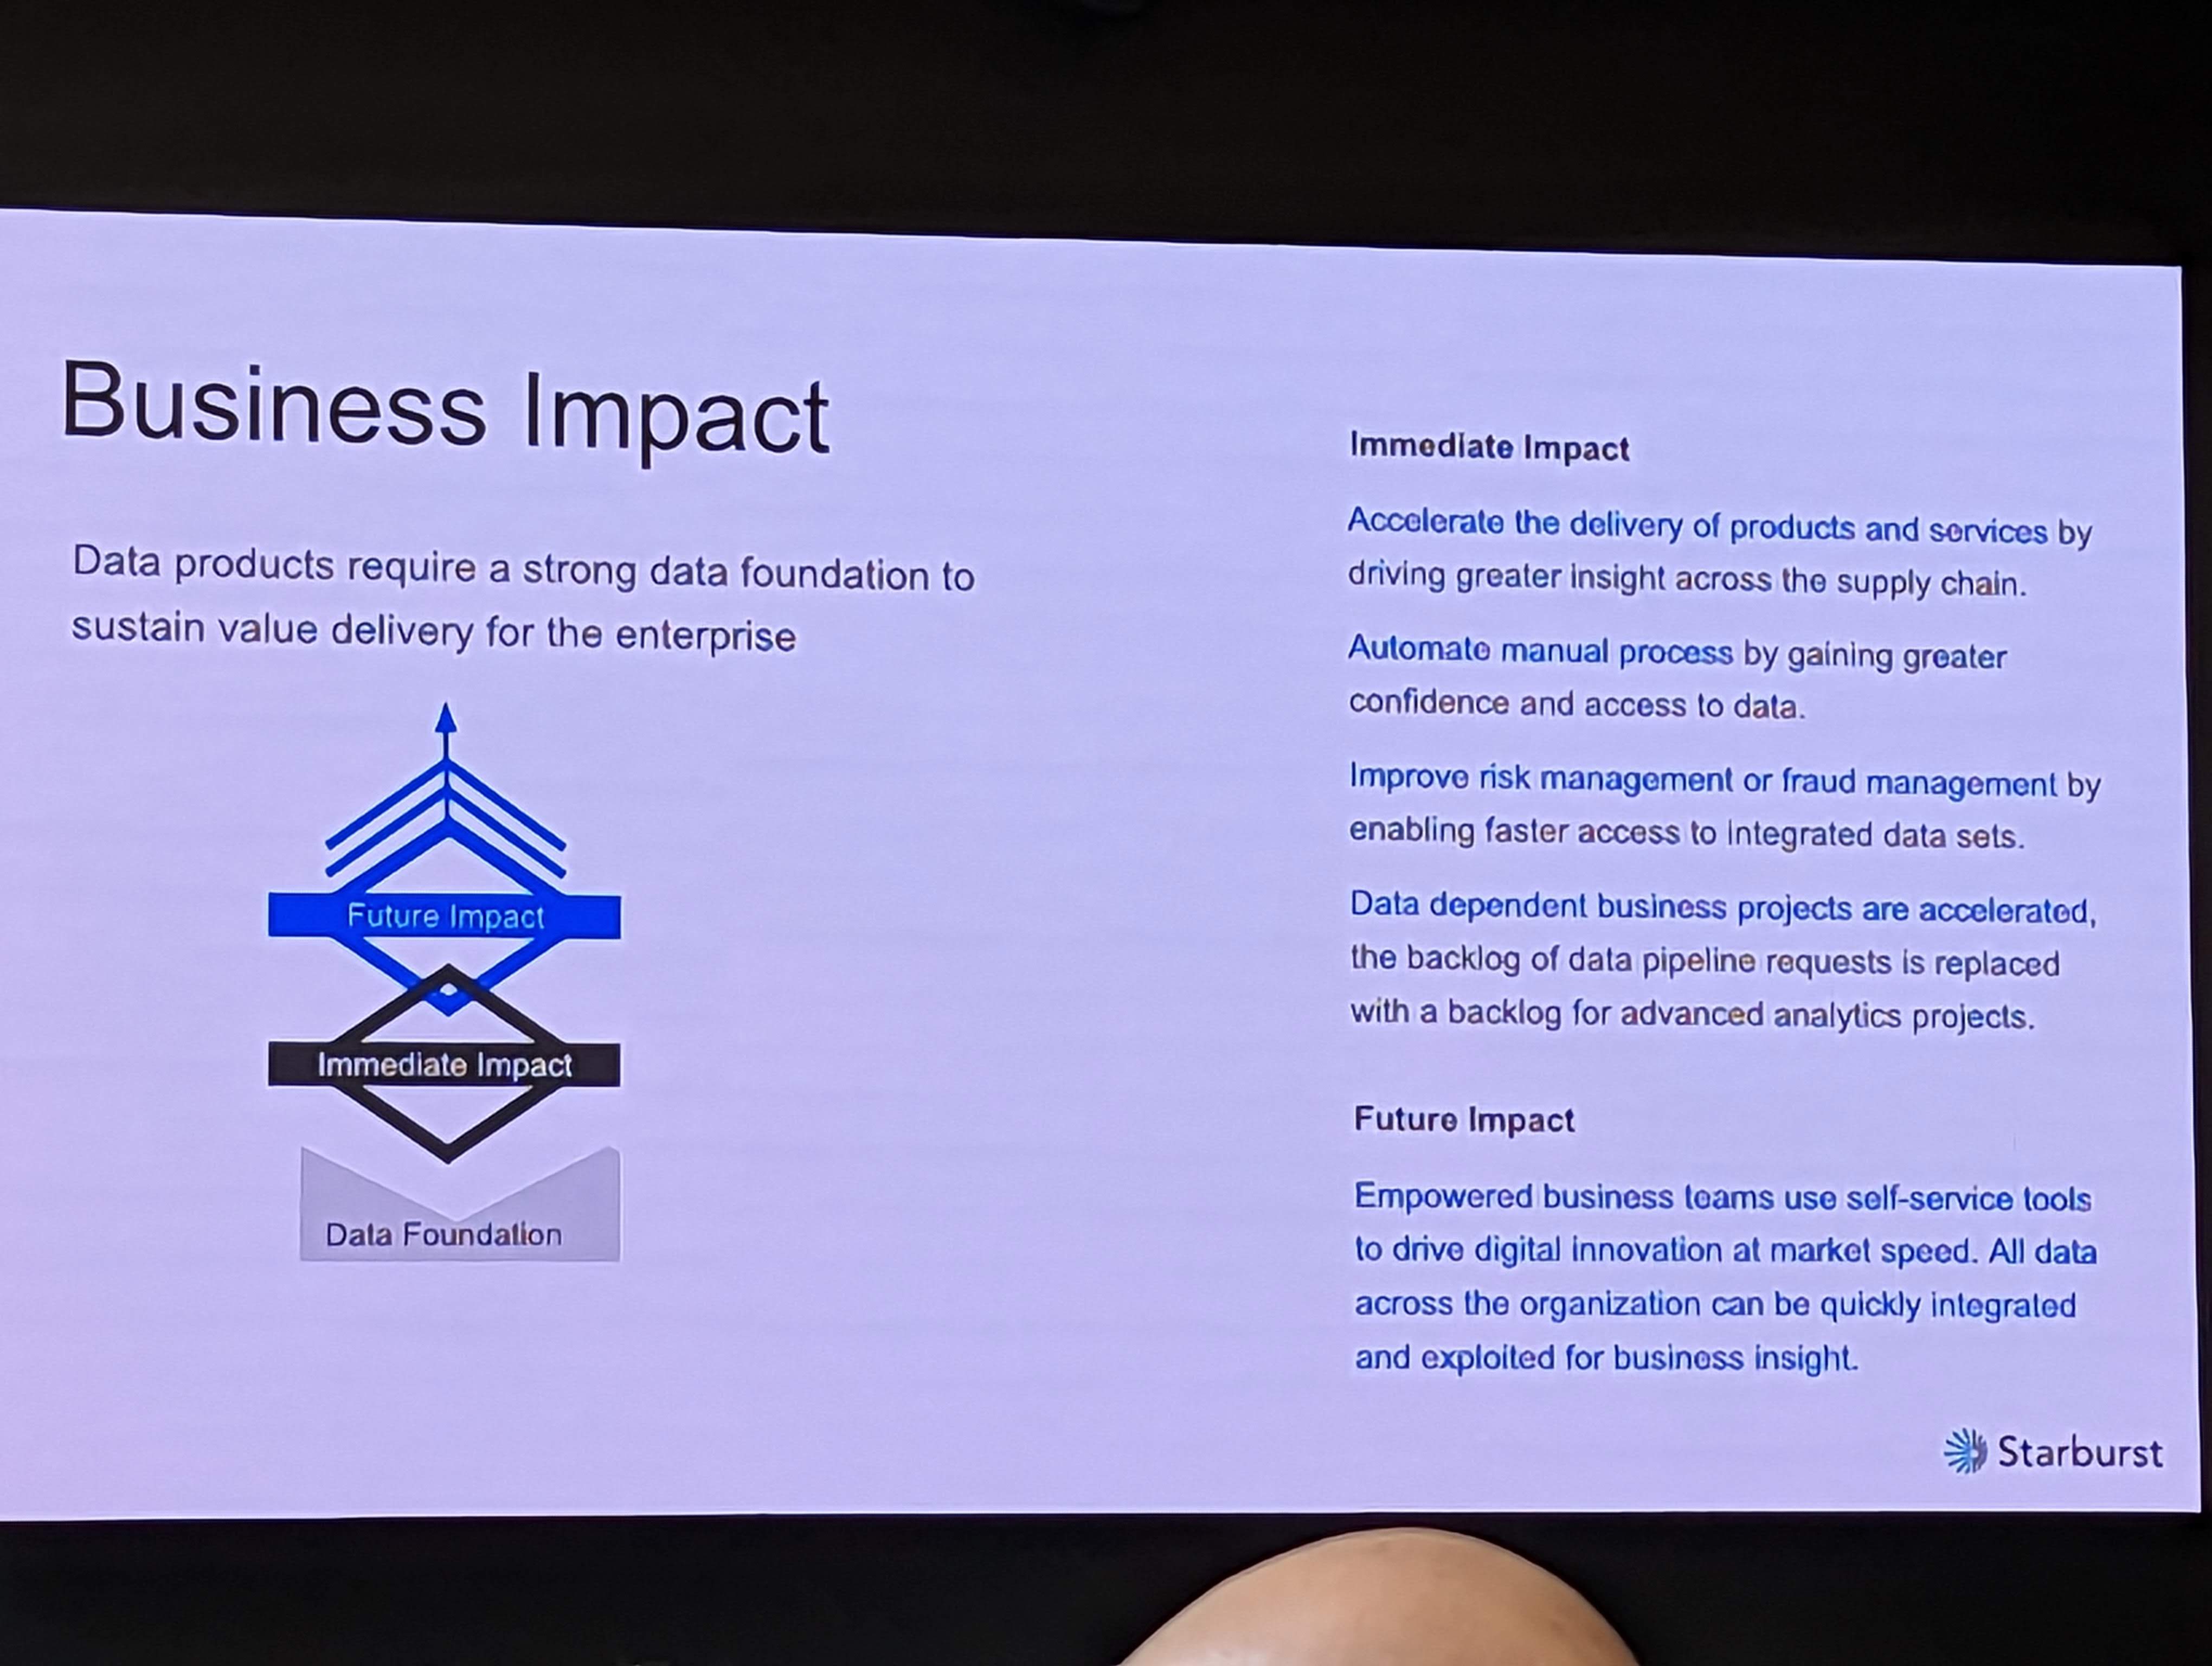 Business Impact
Data products require a strong data foundation to
sustain value delivery for the enterprise
Future Impact
Immediate Impact
Data Foundation
Immediate Impact
Accelerate the delivery of products and services by
driving greater insight across the supply chain.
Automate manual process by gaining greater
confidence and access to data.
Improve risk management or fraud management by
enabling faster access to integrated data sets.
Data dependent business projects are accelerated,
the backlog of data pipeline requests is replaced
with a backlog for advanced analytics projects.
Future Impact
Empowered business teams use self-service tools
to drive digital innovation at market speed. All data
across the organization can be quickly integrated
and exploited for business insight.
Starburst